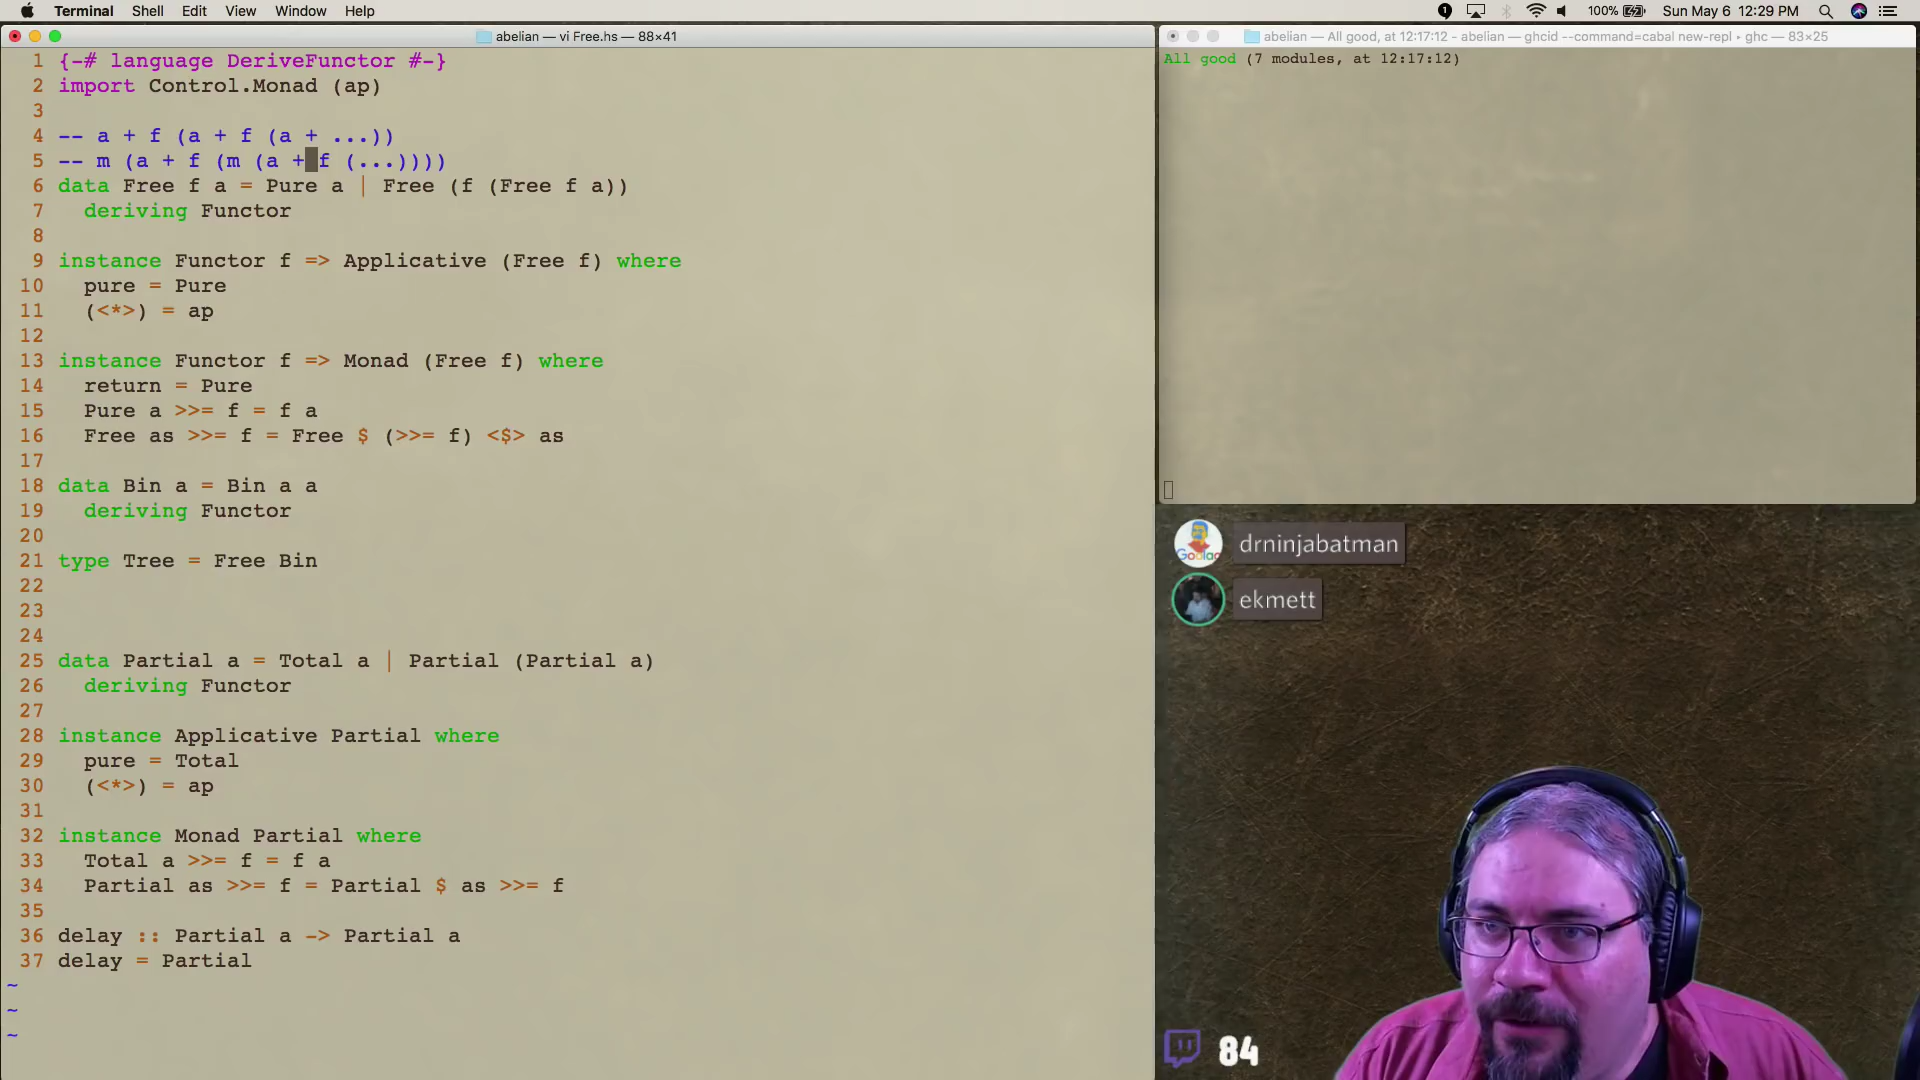 Terminal Shell Edit View Window Help
1 100% Sun May 6 12:29 PM
abelian — vi Free.hs — 88×41
1 {-# language DeriveFunctor #-}
2 import Control.Monad (ap)
3
4 -- a + f (a + f (a + ...))
5 -- m (a + f (m (a + f (...))))
6 data Free f a = Pure a | Free (f (Free f a))
7 deriving Functor
8
9 instance Functor f => Applicative (Free f) where
10 pure = Pure
11 (<*>) = ap
12
13 instance Functor f => Monad (Free f) where
14 return = Pure
15 Pure a >>= f = f a
16 Free as >>= f = Free $ (>>= f) <$> as
17
18 data Bin a = Bin a a
19 deriving Functor
20
21 type Tree = Free Bin
22
23
24
25 data Partial a = Total a | Partial (Partial a)
26 deriving Functor
27
28 instance Applicative Partial where
29 pure = Total
30 (<*>) = ap
31
32 instance Monad Partial where
33 Total a >>= f = f a
34 Partial as >>= f = Partial $ as >>= f
35
36 delay :: Partial a -> Partial a
37 delay = Partial
~
~
~
abelian — All good, at 12:17:12 - abelian — ghcid --command=cabal new-repl ▸ ghc — 83×25
All good (7 modules, at 12:17:12)
drninjabatman
ekmett
84